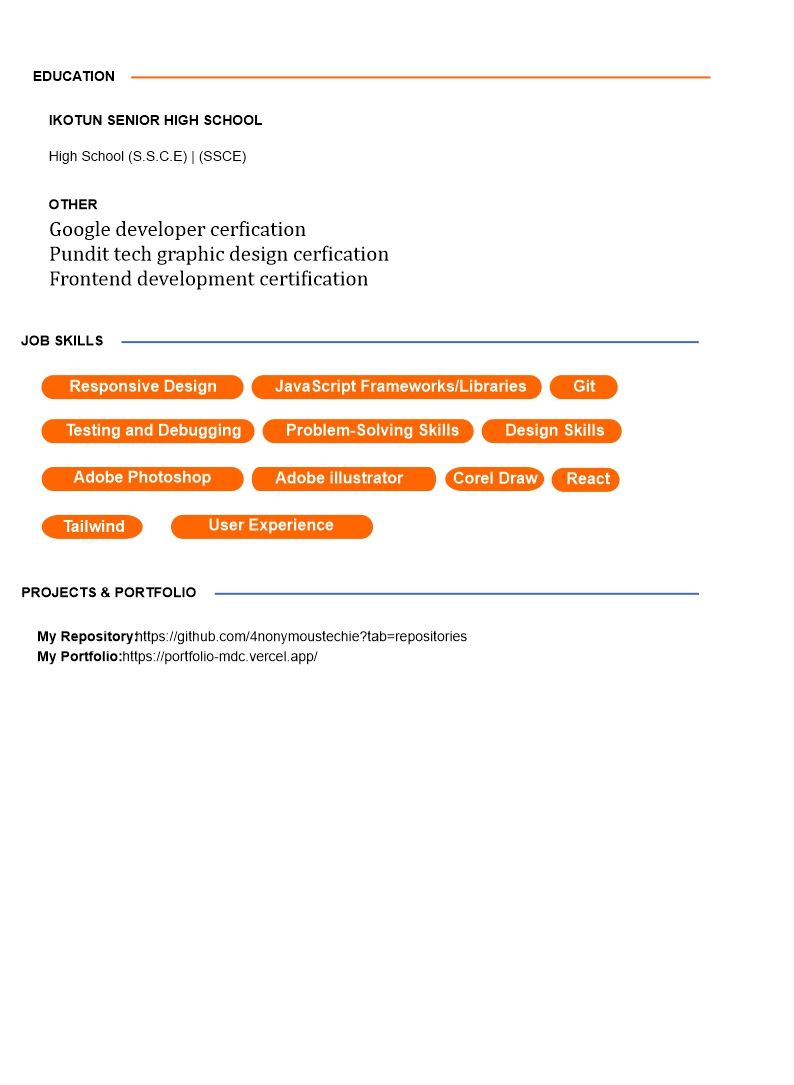 EDUCATION
IKOTUN SENIOR HIGH SCHOOL
High School (S.S.C.E) | (SSCE)
OTHER
Google developer cerfication
Pundit tech graphic design cerfication
Frontend development certification
JOB SKILLS
Responsive Design JavaScript Frameworks/Libraries Git
Testing and Debugging Problem-Solving Skills Design Skills
Adobe Photoshop Adobe illustrator Corel Draw React
Tailwind User Experience
PROJECTS & PORTFOLIO
My Repository:https://github.com/4nonymoustechie?tab=repositories
My Portfolio:https://portfolio-mdc.vercel.app/